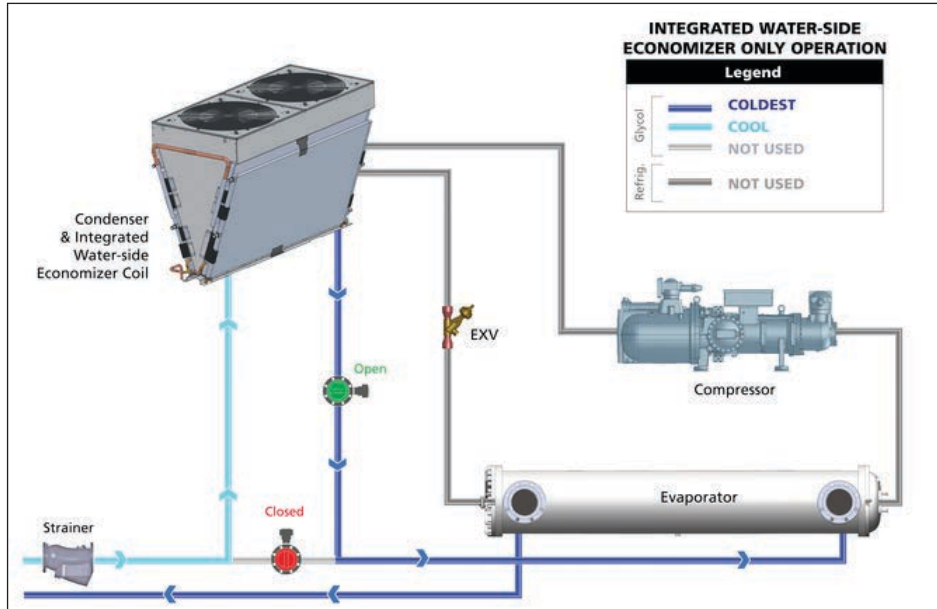 INTEGRATED WATER-SIDE
ECONOMIZER ONLY OPERATION
Legend
Glycol
COLDEST
COOL
NOT USED
Refrig.
NOT USED
Condenser
& Integrated
Water-side
Economizer Coil
EXV
Open
Compressor
Evaporator
Closed
Strainer